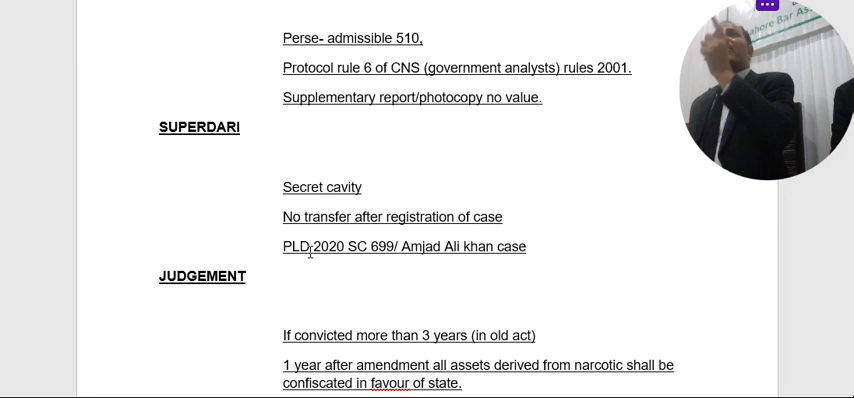 ahore Bar Ass
Perse- admissible 510,
Protocol rule 6 of CNS (government analysts) rules 2001.
Supplementary report/photocopy no value.
SUPERDARI
Secret cavity
No transfer after registration of case
PLD 2020 SC 699/ Amjad Ali khan case
JUDGEMENT
If convicted more than 3 years (in old act)
1 year after amendment all assets derived from narcotic shall be
confiscated in favour of state.